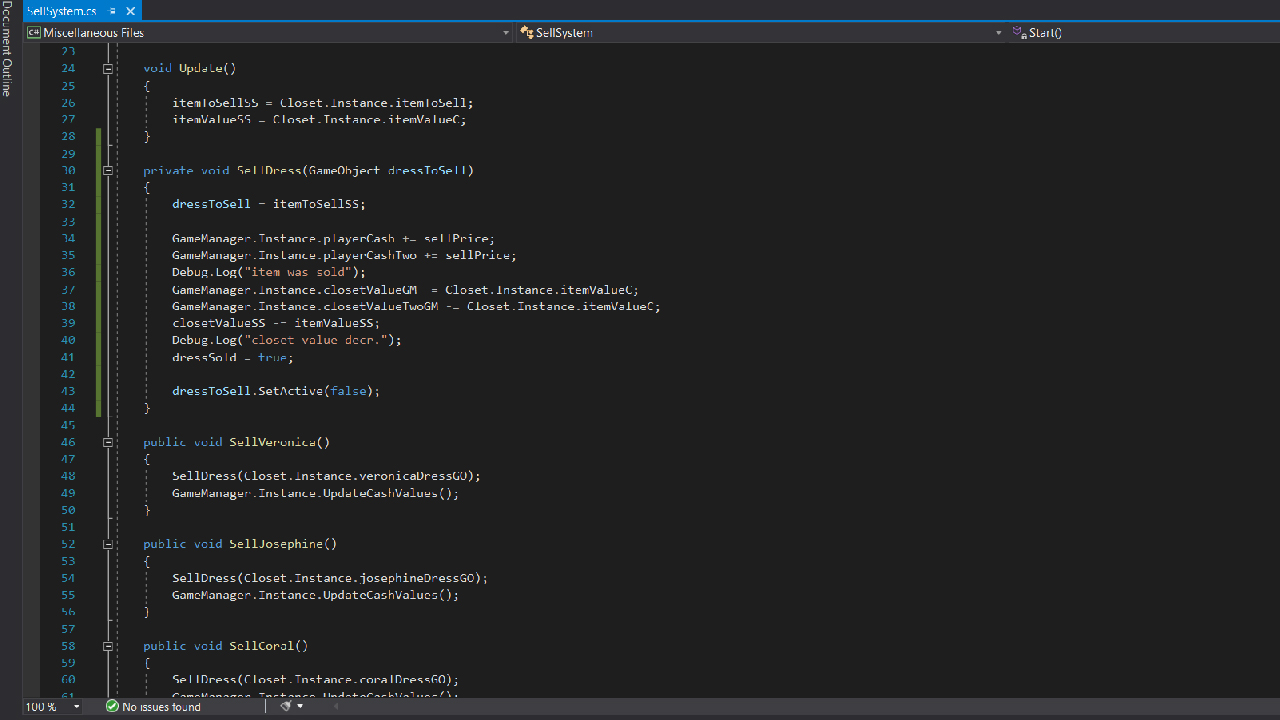 SellSystem.cs
Document Outline
C# Miscellaneous Files SellSystem Start()
23
24 void Update()
25 {
26 itemToSellSS = Closet.Instance.itemToSell;
27 itemValueSS = Closet.Instance.itemValueC;
28 }
29
30 private void SellDress(GameObject dressToSell)
31 {
32 dressToSell = itemToSellSS;
33
34 GameManager.Instance.playerCash += sellPrice;
35 GameManager.Instance.playerCashTwo += sellPrice;
36 Debug.Log("item was sold");
37 GameManager.Instance.closetValueGM -= Closet.Instance.itemValueC;
38 GameManager.Instance.closetValueTwoGM -= Closet.Instance.itemValueC;
39 closetValueSS -= itemValueSS;
40 Debug.Log("closet value decr.");
41 dressSold = true;
42
43 dressToSell.SetActive(false);
44 }
45
46 public void SellVeronica()
47 {
48 SellDress(Closet.Instance.veronicaDressGO);
49 GameManager.Instance.UpdateCashValues();
50 }
51
52 public void SellJosephine()
53 {
54 SellDress(Closet.Instance.josephineDressGO);
55 GameManager.Instance.UpdateCashValues();
56 }
57
58 public void SellCoral()
59 {
60 SellDress(Closet.Instance.coralDressGO);
61 GameManager.Instance.UpdateCashValues();
100 % No issues found